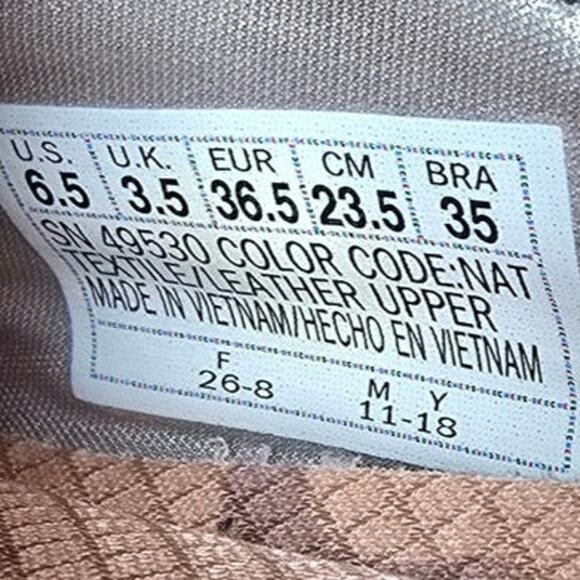 U.S. U.K. EUR CM BRA
6.5 3.5 36.5 23.5 35
SN 49530 COLOR CODE:NAT
TEXTILE/LEATHER UPPER
MADE IN VIETNAM/HECHO EN VIETNAM
F M Y
26-8 11-18